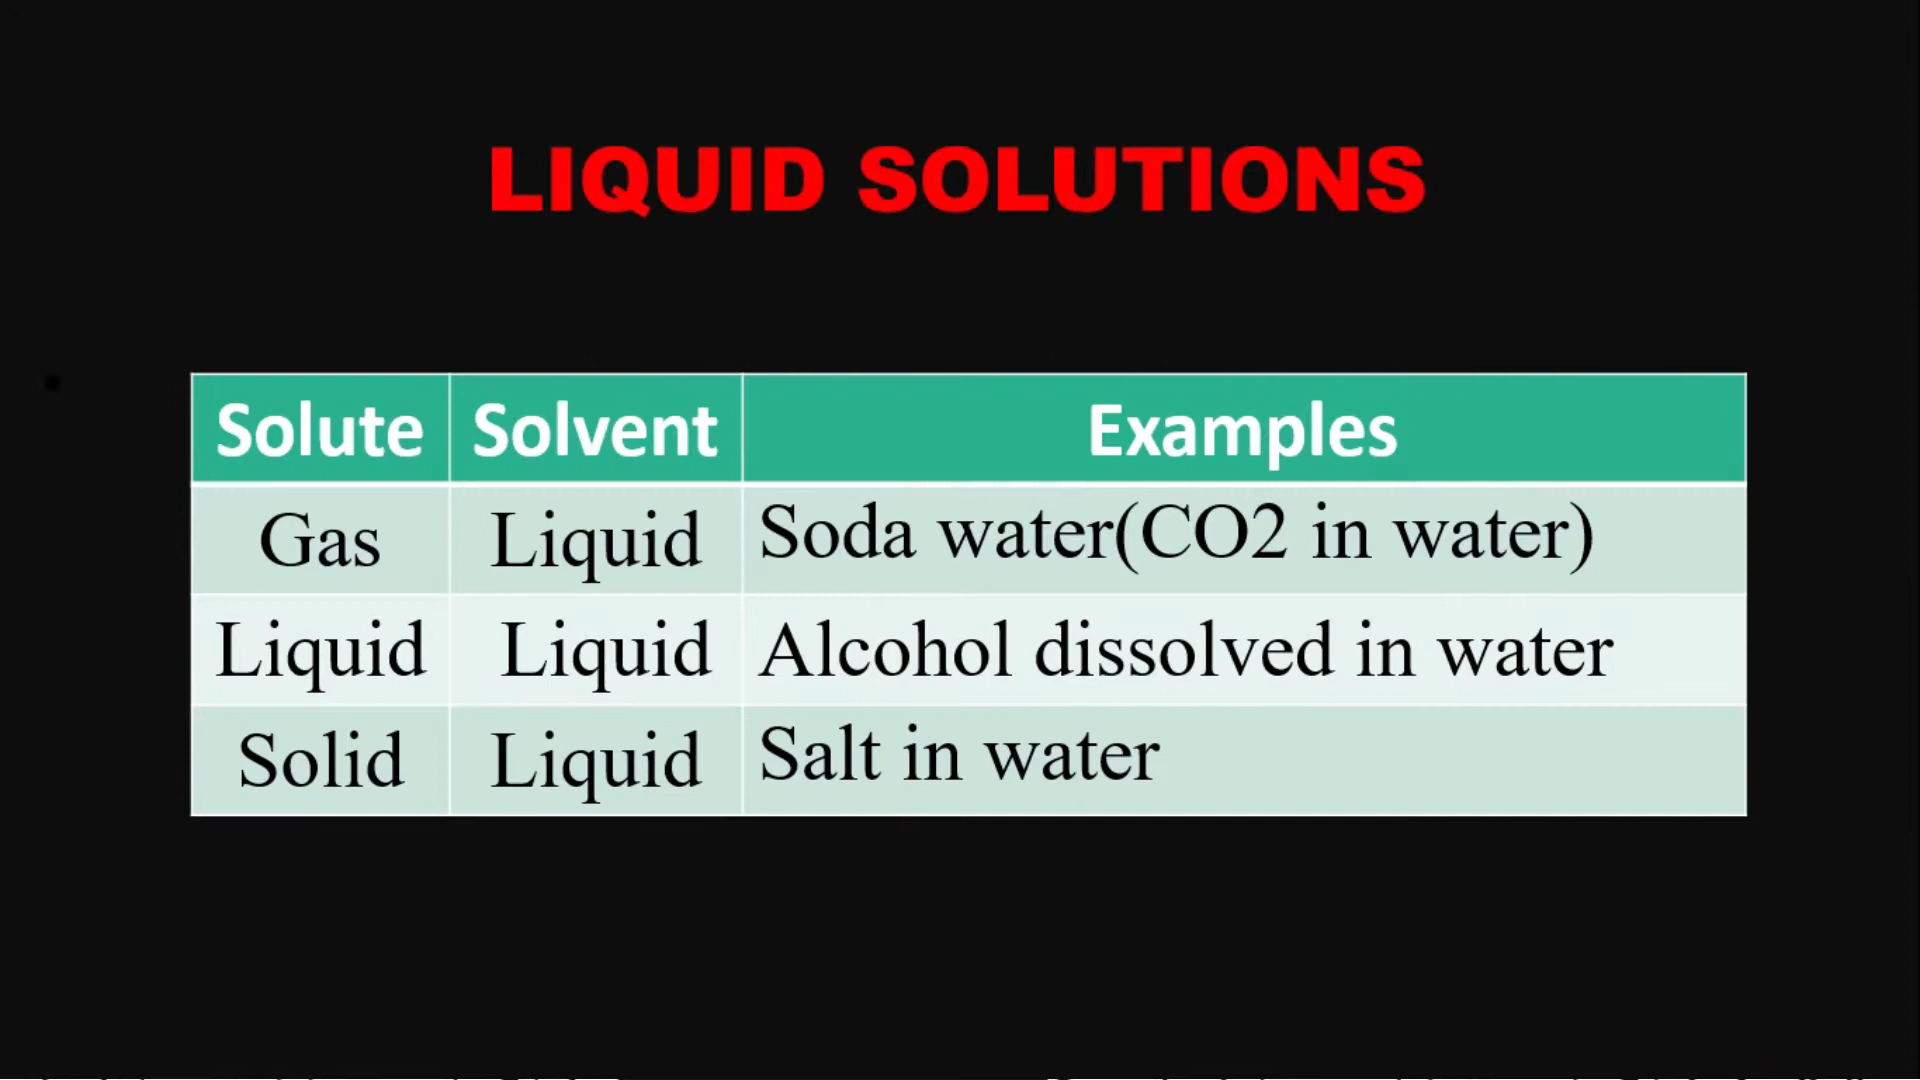 LIQUID SOLUTIONS
Solute Solvent Examples
Gas Liquid Soda water(CO2 in water)
Liquid Liquid Alcohol dissolved in water
Solid Liquid Salt in water